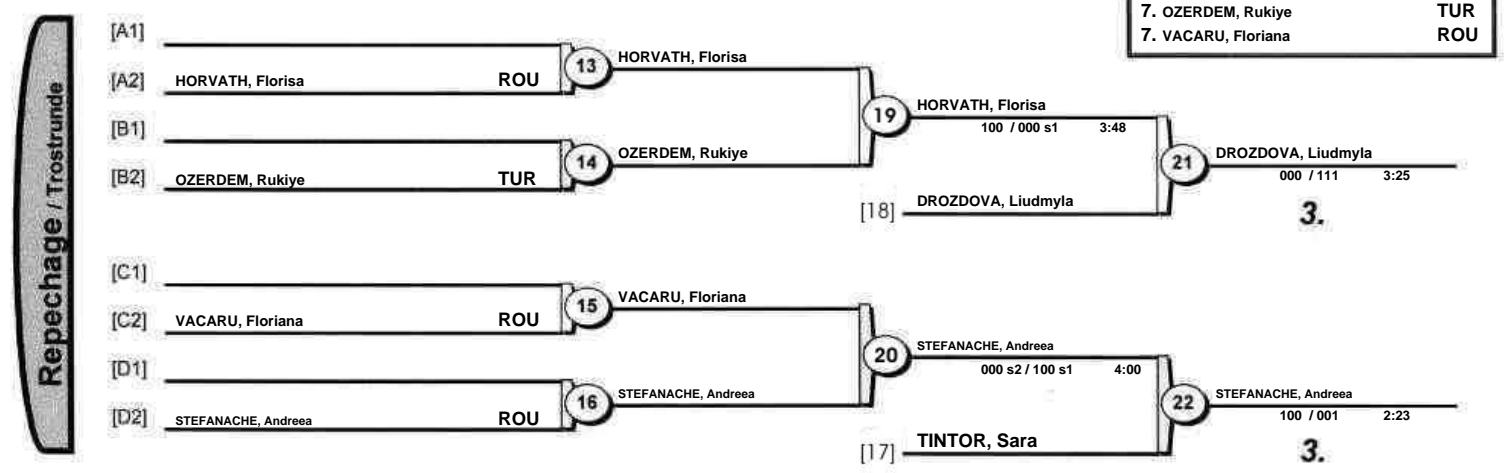 7. OZERDEM, Rukiye TUR
7. VACARU, Floriana ROU
Repechage / Trostrunde
[A1]
[A2] HORVATH, Florisa ROU
13 HORVATH, Florisa
[B1]
[B2] OZERDEM, Rukiye TUR
14 OZERDEM, Rukiye
19 HORVATH, Florisa
100 / 000 s1 3:48
[18] DROZDOVA, Liudmyla
21 DROZDOVA, Liudmyla
000 / 111 3:25
3.
[C1]
[C2] VACARU, Floriana ROU
15 VACARU, Floriana
[D1]
[D2] STEFANACHE, Andreea ROU
16 STEFANACHE, Andreea
20 STEFANACHE, Andreea
000 s2 / 100 s1 4:00
[17] TINTOR, Sara
22 STEFANACHE, Andreea
100 / 001 2:23
3.